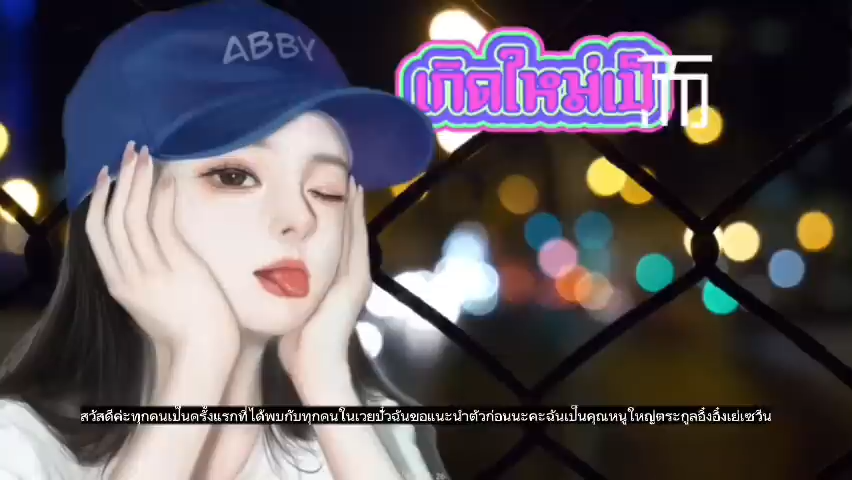 ABBY
เกิดใหม่เป็
สวัสดีค่ะทุกคนเป็นครั้งแรกที่ได้พบกับทุกคนในเวยป๋อฉันขอแนะนำตัวก่อนนะคะฉันเป็นคุณหนูใหญ่ตระกูลอึ๋งอึ๋งเย่เซวีน